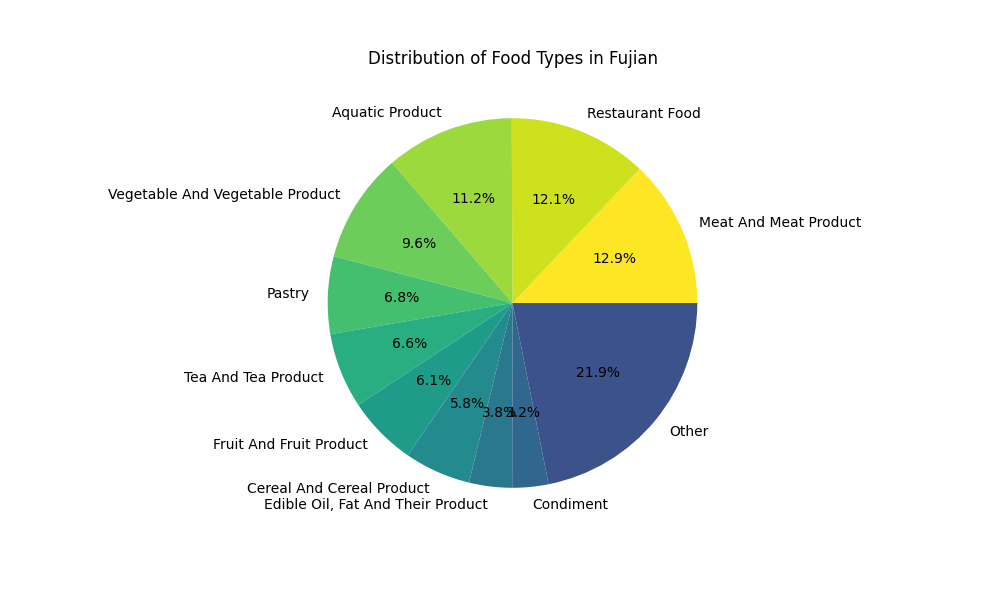 Distribution of Food Types in Fujian
Aquatic Product
Restaurant Food
Vegetable And Vegetable Product
11.2%
12.1%
Meat And Meat Product
9.6%
12.9%
Pastry
6.8%
6.6%
Tea And Tea Product
6.1%
21.9%
5.8%
3.8%
3.2%
Other
Fruit And Fruit Product
Cereal And Cereal Product
Edible Oil, Fat And Their Product
Condiment